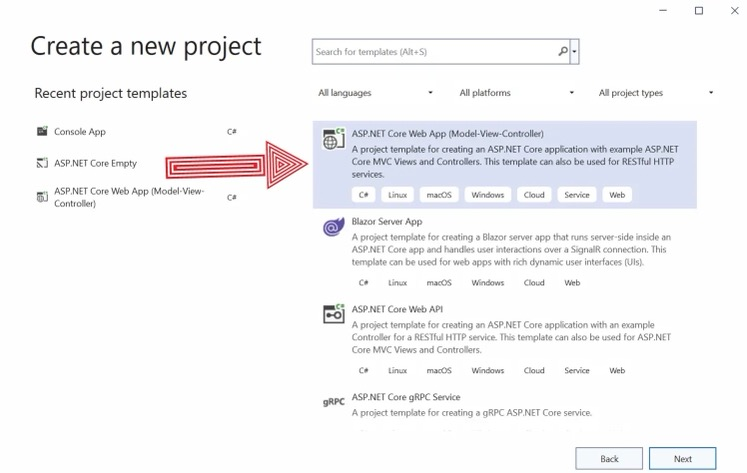 Create a new project
Search for templates (Alt+S)
Recent project templates
All languages
All platforms
All project types
Console App
C#
ASP.NET Core Empty
ASP.NET Core Web App (Model-View-
Controller)
C#
ASP.NET Core Web App (Model-View-Controller)
A project template for creating an ASP.NET Core application with example ASP.NET
Core MVC Views and Controllers. This template can also be used for RESTful HTTP
services.
C# Linux macOS Windows Cloud Service Web
Blazor Server App
A project template for creating a Blazor server app that runs server-side inside an
ASP.NET Core app and handles user interactions over a SignalR connection. This
template can be used for web apps with rich dynamic user interfaces (UIs).
C# Linux macOS Windows Cloud Web
ASP.NET Core Web API
A project template for creating an ASP.NET Core application with an example
Controller for a RESTful HTTP service. This template can also be used for ASP.NET
Core MVC Views and Controllers.
C# Linux macOS Windows Cloud Service Web
gRPC
ASP.NET Core gRPC Service
A project template for creating a gRPC ASP.NET Core service.
Back
Next